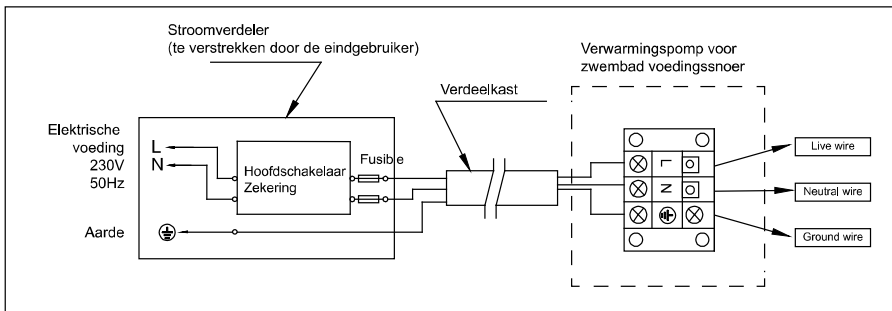 Stroomverdeler
(te verstrekken door de eindgebruiker)
Verwarmingspomp voor
zwembad voedingssnoer
Verdeelkast
Elektrische
voeding
230V
50Hz
L
N
Hoofdschakelaar
Zekering
Fusible
Aarde
L
N
Live wire
Neutral wire
Ground wire